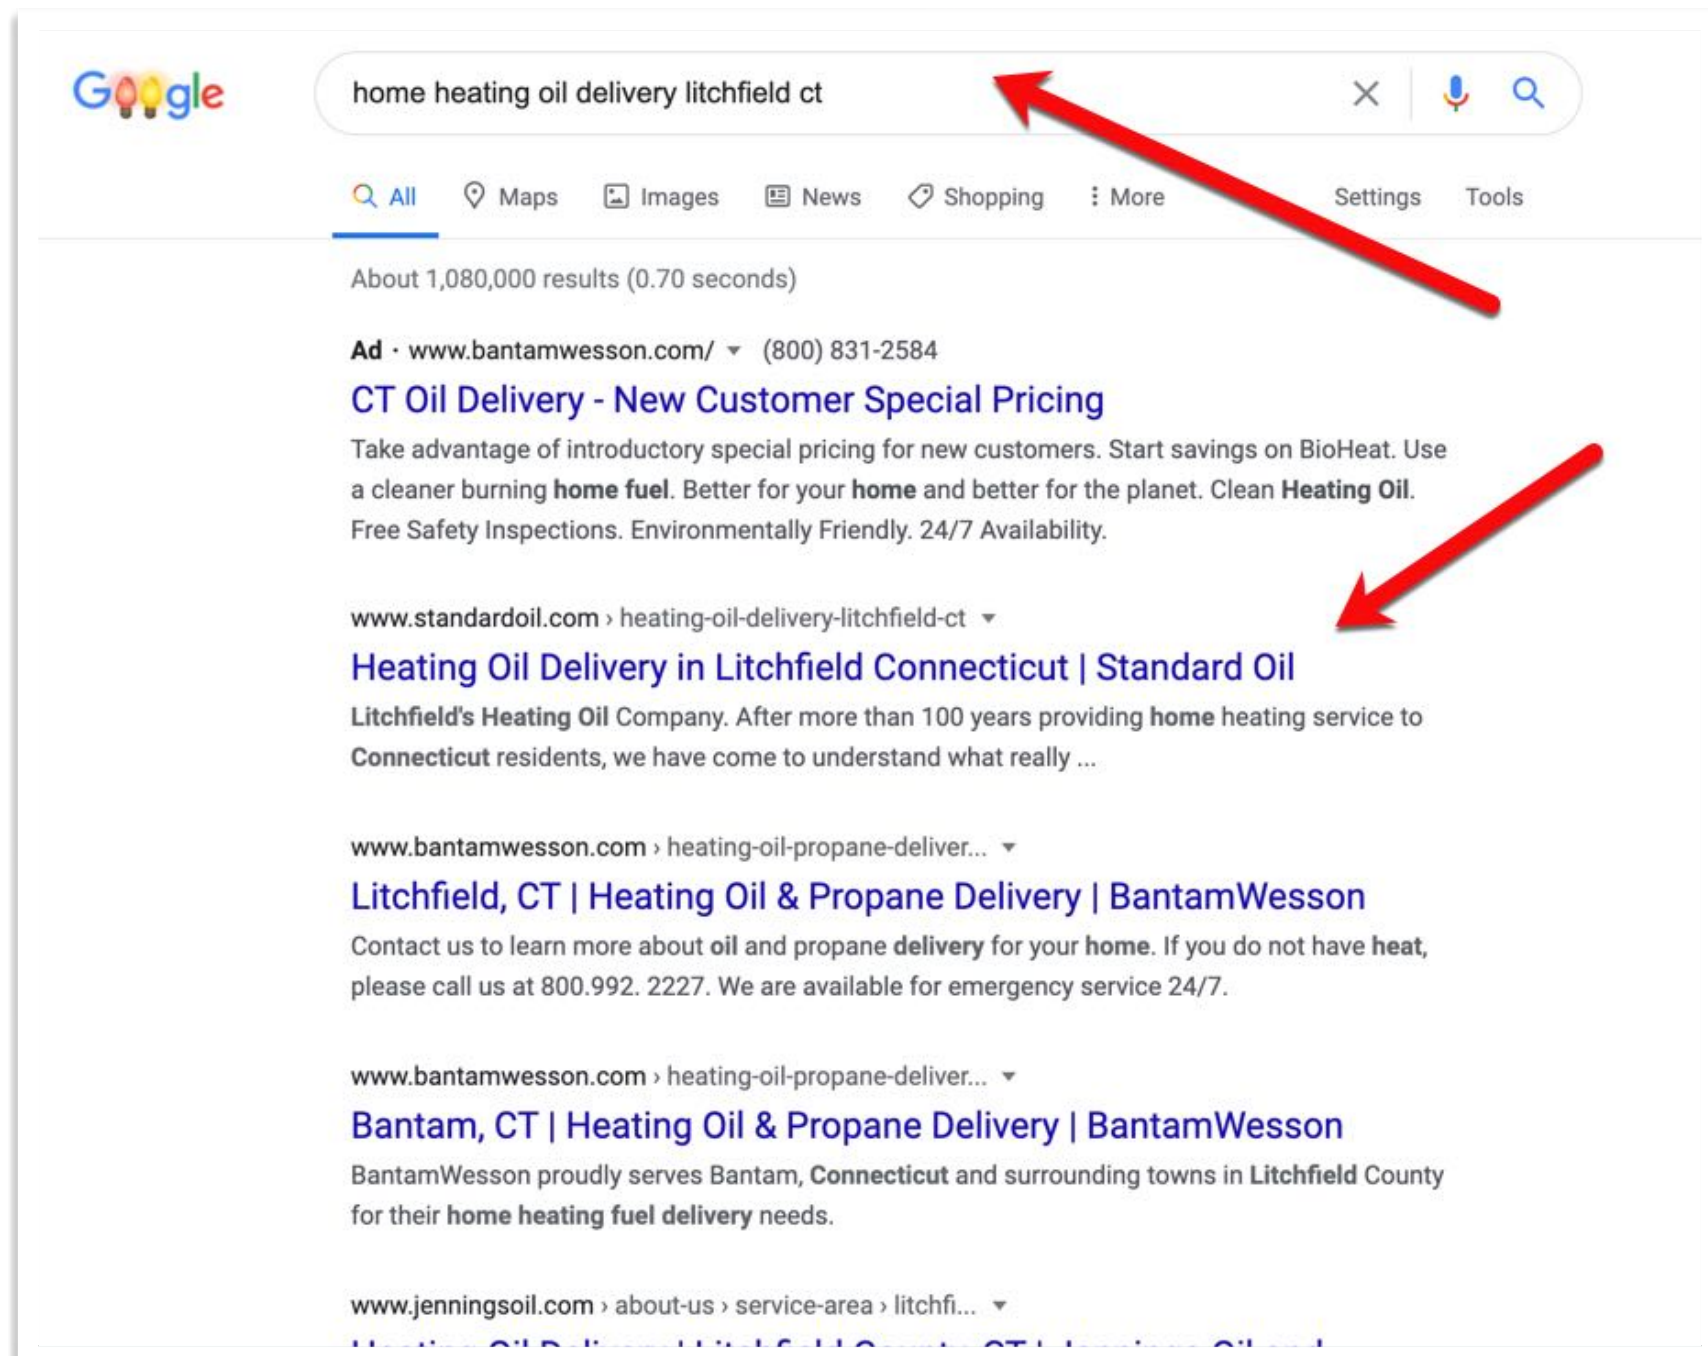 Google
home heating oil delivery litchfield ct
All Maps Images News Shopping More Settings Tools
About 1,080,000 results (0.70 seconds)
Ad · www.bantamwesson.com/ (800) 831-2584
CT Oil Delivery - New Customer Special Pricing
Take advantage of introductory special pricing for new customers. Start savings on BioHeat. Use
a cleaner burning home fuel. Better for your home and better for the planet. Clean Heating Oil.
Free Safety Inspections. Environmentally Friendly. 24/7 Availability.
www.standardoil.com › heating-oil-delivery-litchfield-ct
Heating Oil Delivery in Litchfield Connecticut | Standard Oil
Litchfield's Heating Oil Company. After more than 100 years providing home heating service to
Connecticut residents, we have come to understand what really ...
www.bantamwesson.com › heating-oil-propane-deliver...
Litchfield, CT | Heating Oil & Propane Delivery | BantamWesson
Contact us to learn more about oil and propane delivery for your home. If you do not have heat,
please call us at 800.992. 2227. We are available for emergency service 24/7.
www.bantamwesson.com › heating-oil-propane-deliver...
Bantam, CT | Heating Oil & Propane Delivery | BantamWesson
BantamWesson proudly serves Bantam, Connecticut and surrounding towns in Litchfield County
for their home heating fuel delivery needs.
www.jenningsoil.com › about-us › service-area › litchfi...
Heating Oil Delivery | Litchfield County CT | Jennings Oil and